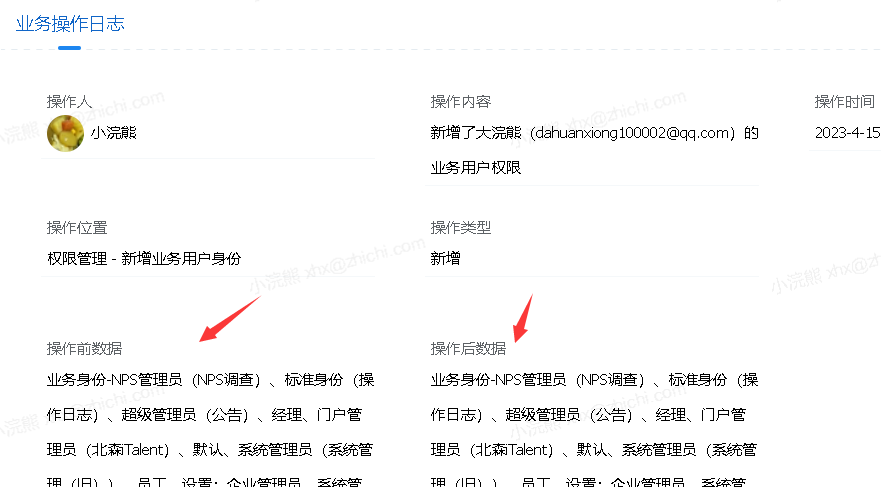 业务操作日志
操作人
操作内容
操作时间
小浣熊
新增了大浣熊（dahuanxiong100002@qq.com）的
2023-4-15
业务用户权限
操作位置
操作类型
权限管理 - 新增业务用户身份
新增
操作前数据
操作后数据
业务身份-NPS管理员（NPS调查）、标准身份（操
业务身份-NPS管理员（NPS调查）、标准身份（操
作日志）、超级管理员（公告）、经理、门户管
作日志）、超级管理员（公告）、经理、门户管
理员（北森Talent）、默认、系统管理员（系统管
理员（北森Talent）、默认、系统管理员（系统管
理（旧））、员工、设置：企业管理员、系统管
理（旧））、员工、设置：企业管理员、系统管
小浣熊 xhx@zhichi.com